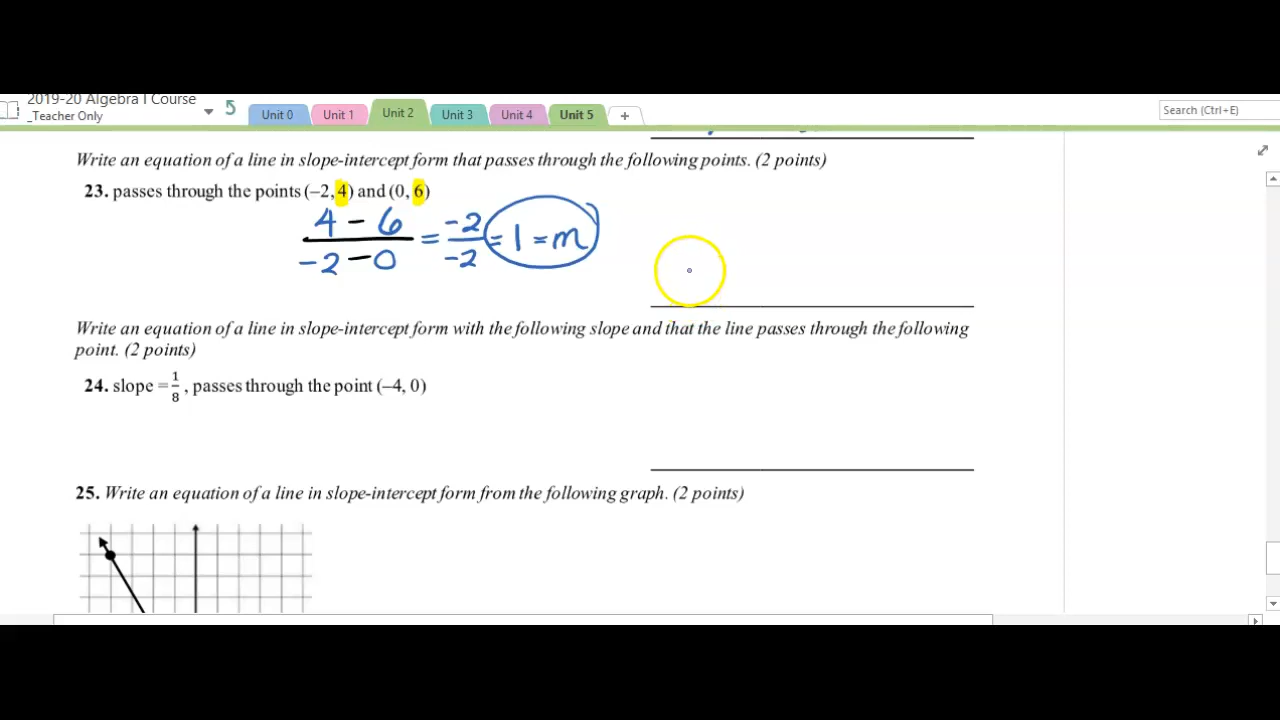 2019-20 Algebra I Course
_Teacher Only
Unit 0
Unit 1
Unit 2
Unit 3
Unit 4
Unit 5
+
Search (Ctrl+E)
Write an equation of a line in slope-intercept form that passes through the following points. (2 points)
23. passes through the points (–2, 4) and (0, 6)
4 - 6
-2 - 0
= -2
-2
= 1 = m
Write an equation of a line in slope-intercept form with the following slope and that the line passes through the following
point. (2 points)
24. slope = 1/8, passes through the point (–4, 0)
25. Write an equation of a line in slope-intercept form from the following graph. (2 points)